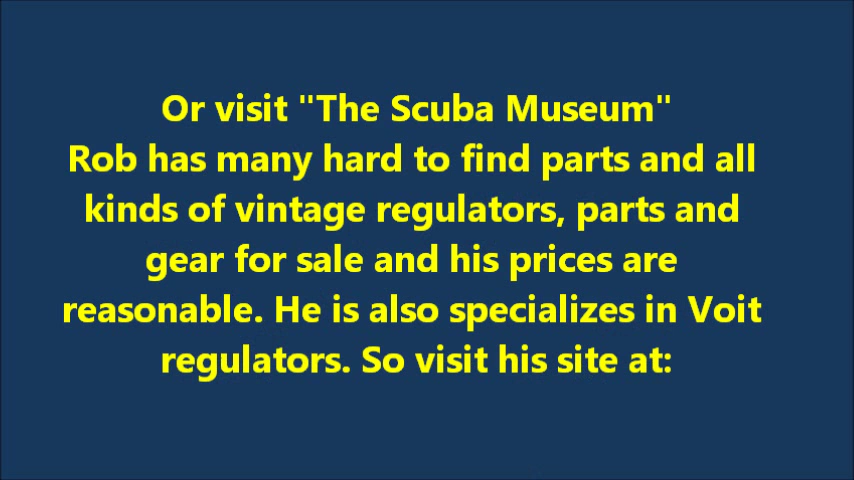 Or visit "The Scuba Museum"
Rob has many hard to find parts and all
kinds of vintage regulators, parts and
gear for sale and his prices are
reasonable. He is also specializes in Voit
regulators. So visit his site at: